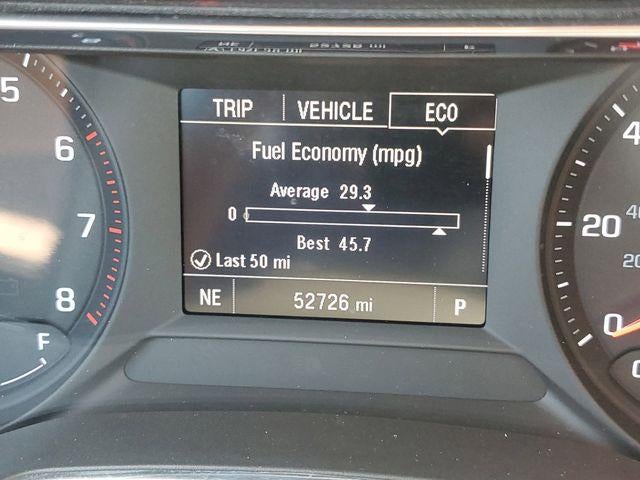 TRIP VEHICLE ECO
Fuel Economy (mpg)
Average 29.3
0
Best 45.7
Last 50 mi
NE 52726 mi P
5
6
7
8
F
20
0